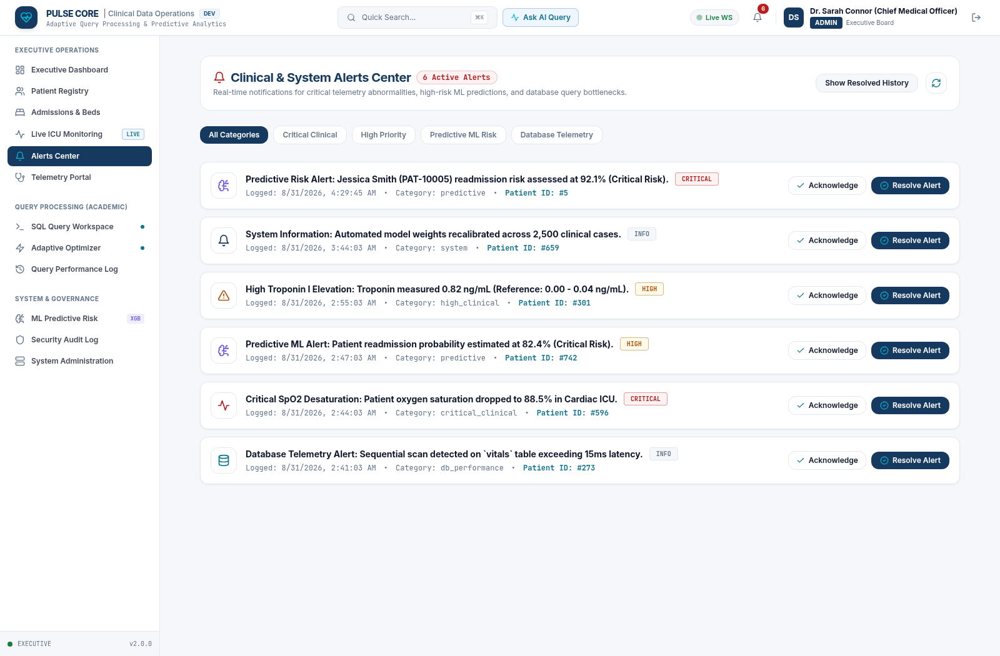 PULSE CORE | Clinical Data Operations DEV
Adaptive Query Processing & Predictive Analytics
Quick Search... ⌘K
Ask AI Query
Live WS
6
DS
Dr. Sarah Connor (Chief Medical Officer)
ADMIN Executive Board
EXECUTIVE OPERATIONS
Executive Dashboard
Patient Registry
Admissions & Beds
Live ICU Monitoring LIVE
Alerts Center
Telemetry Portal
QUERY PROCESSING (ACADEMIC)
SQL Query Workspace
Adaptive Optimizer
Query Performance Log
SYSTEM & GOVERNANCE
ML Predictive Risk XGB
Security Audit Log
System Administration
EXECUTIVE v2.0.0
Clinical & System Alerts Center 6 Active Alerts
Real-time notifications for critical telemetry abnormalities, high-risk ML predictions, and database query bottlenecks.
Show Resolved History
All Categories Critical Clinical High Priority Predictive ML Risk Database Telemetry
Predictive Risk Alert: Jessica Smith (PAT-10005) readmission risk assessed at 92.1% (Critical Risk). CRITICAL
Logged: 8/31/2026, 4:29:45 AM • Category: predictive • Patient ID: #5
Acknowledge Resolve Alert
System Information: Automated model weights recalibrated across 2,500 clinical cases. INFO
Logged: 8/31/2026, 3:44:03 AM • Category: system • Patient ID: #659
Acknowledge Resolve Alert
High Troponin I Elevation: Troponin measured 0.82 ng/mL (Reference: 0.00 - 0.04 ng/mL). HIGH
Logged: 8/31/2026, 2:55:03 AM • Category: high_clinical • Patient ID: #301
Acknowledge Resolve Alert
Predictive ML Alert: Patient readmission probability estimated at 82.4% (Critical Risk). HIGH
Logged: 8/31/2026, 2:47:03 AM • Category: predictive • Patient ID: #742
Acknowledge Resolve Alert
Critical SpO2 Desaturation: Patient oxygen saturation dropped to 88.5% in Cardiac ICU. CRITICAL
Logged: 8/31/2026, 2:44:03 AM • Category: critical_clinical • Patient ID: #596
Acknowledge Resolve Alert
Database Telemetry Alert: Sequential scan detected on `vitals` table exceeding 15ms latency. INFO
Logged: 8/31/2026, 2:41:03 AM • Category: db_performance • Patient ID: #273
Acknowledge Resolve Alert